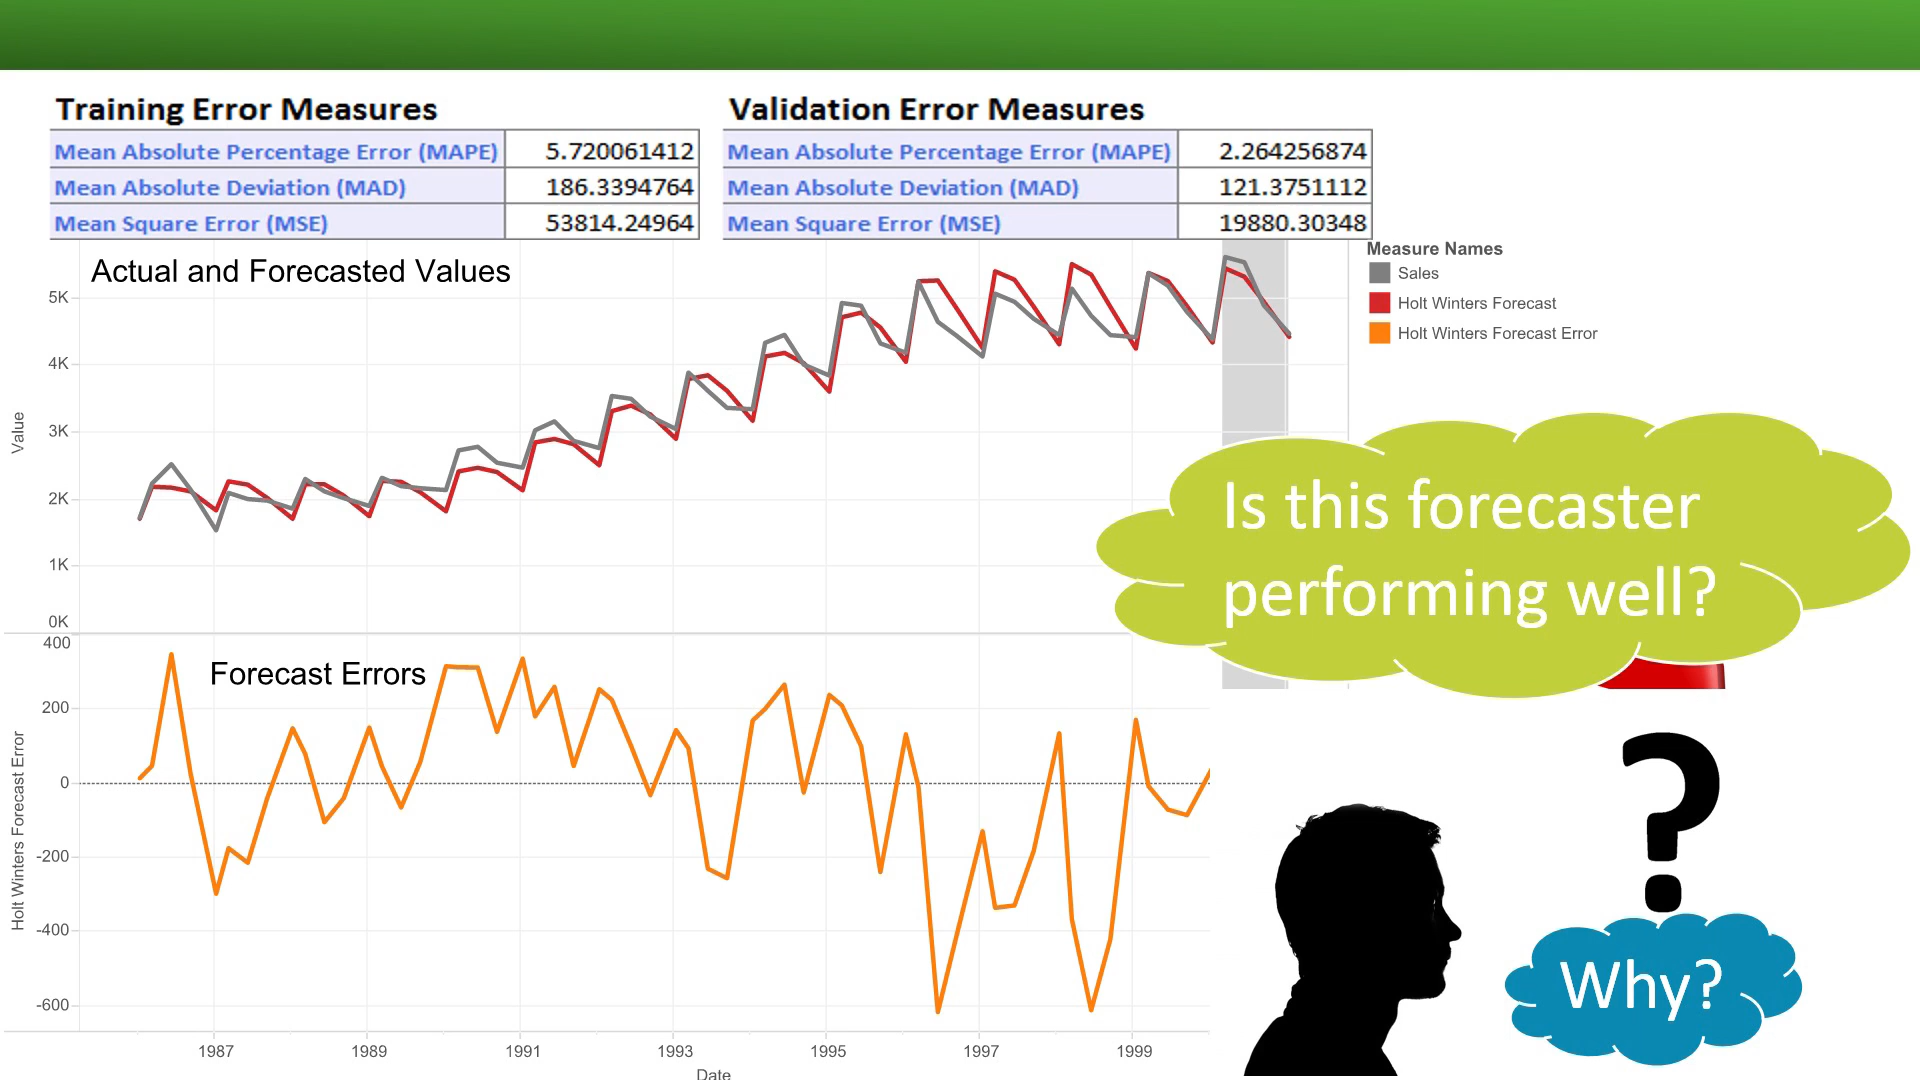 Training Error Measures
Mean Absolute Percentage Error (MAPE) 5.720061412
Mean Absolute Deviation (MAD) 186.3394764
Mean Square Error (MSE) 53814.24964
Validation Error Measures
Mean Absolute Percentage Error (MAPE) 2.264256874
Mean Absolute Deviation (MAD) 121.3751112
Mean Square Error (MSE) 19880.30348
Actual and Forecasted Values
Measure Names
Sales
Holt Winters Forecast
Holt Winters Forecast Error
5K
4K
3K
2K
1K
0K
Value
Is this forecaster
performing well?
Forecast Errors
400
200
0
-200
-400
-600
Holt Winters Forecast Error
?
Why?
1987 1989 1991 1993 1995 1997 1999
Date